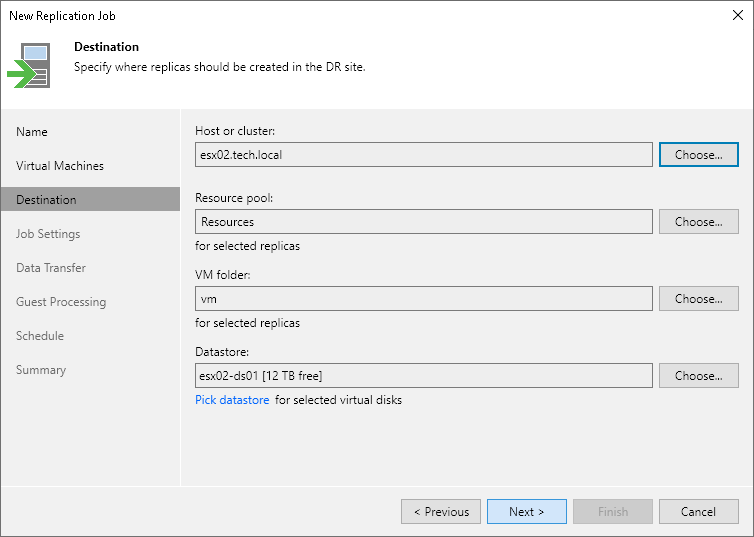 New Replication Job
Destination
Specify where replicas should be created in the DR site.
Name
Virtual Machines
Destination
Job Settings
Data Transfer
Guest Processing
Schedule
Summary
Host or cluster:
esx02.tech.local
Choose...
Resource pool:
Resources
Choose...
for selected replicas
VM folder:
vm
Choose...
for selected replicas
Datastore:
esx02-ds01 [12 TB free]
Choose...
Pick datastore for selected virtual disks
< Previous
Next >
Finish
Cancel